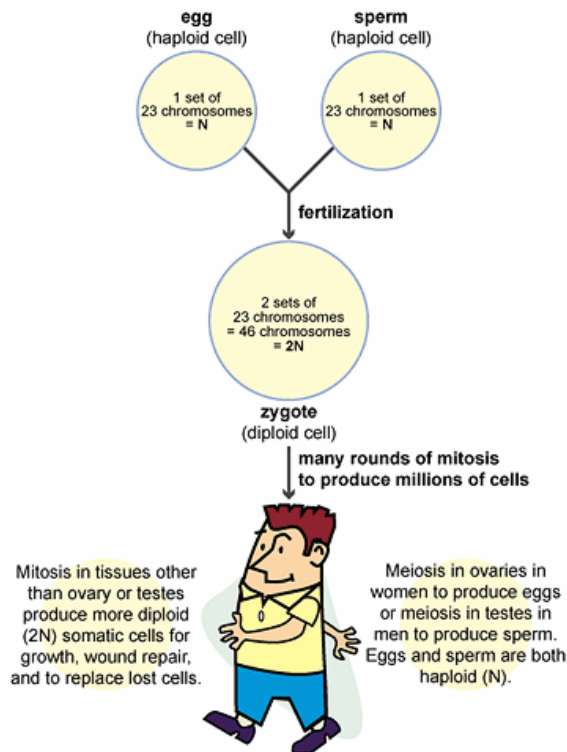 egg
(haploid cell)
sperm
(haploid cell)
1 set of
23 chromosomes
= N
1 set of
23 chromosomes
= N
fertilization
2 sets of
23 chromosomes
= 46 chromosomes
= 2N
zygote
(diploid cell)
many rounds of mitosis
to produce millions of cells
Mitosis in tissues other
than ovary or testes
produce more diploid
(2N) somatic cells for
growth, wound repair,
and to replace lost cells.
Meiosis in ovaries in
women to produce eggs
or meiosis in testes in
men to produce sperm.
Eggs and sperm are both
haploid (N).